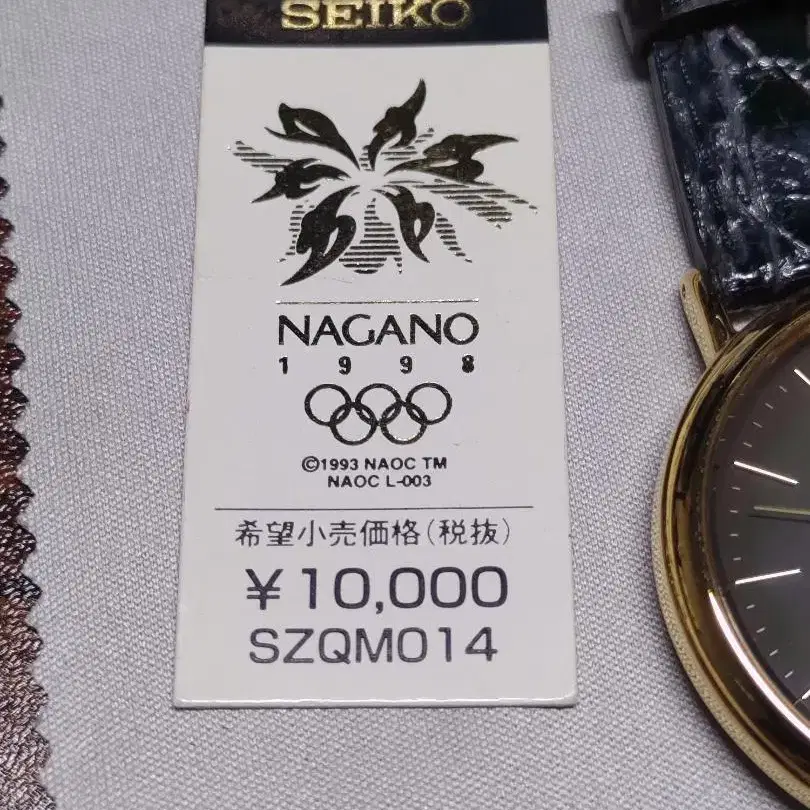 SEIKO
NAGANO
1998
©1993 NAOC TM
NAOC L-003
希望小売価格(税抜)
¥10,000
SZQM014